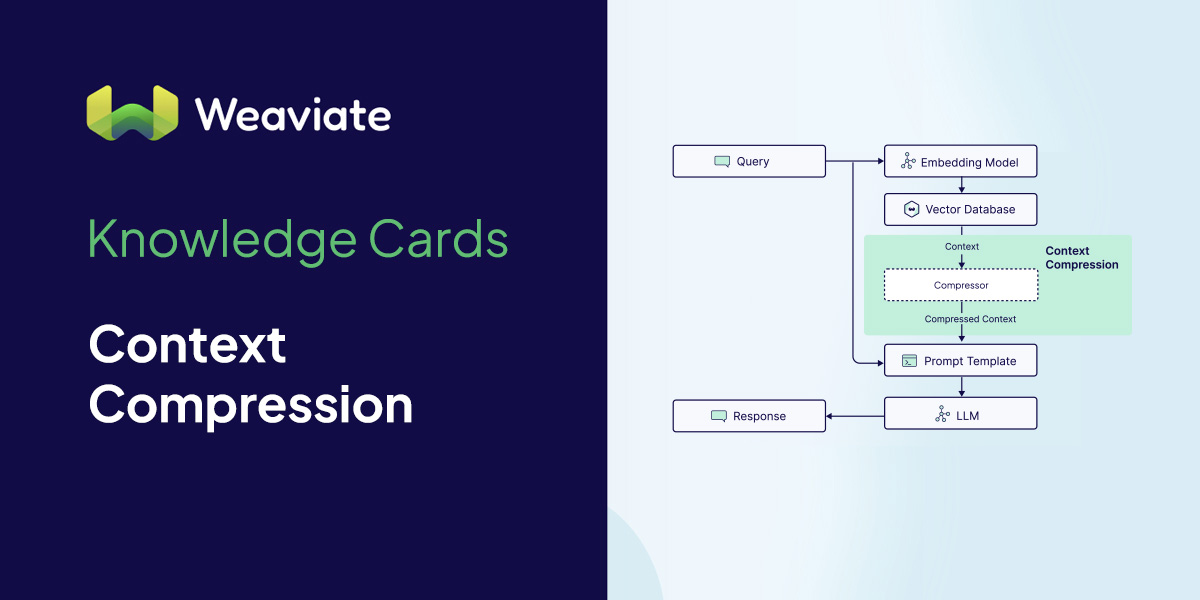 Weaviate
Knowledge Cards
Context
Compression
Query
Embedding Model
Vector Database
Context
Context
Compression
Compressor
Compressed Context
Prompt Template
Response
LLM